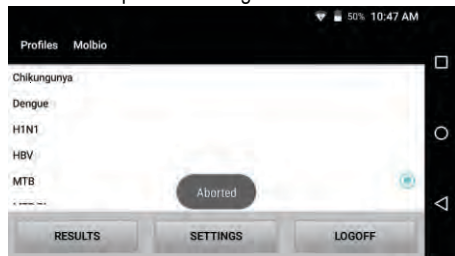 50% 10:47 AM
Profiles Molbio
Chikungunya
Dengue
H1N1
HBV
MTB
Aborted
RESULTS SETTINGS LOGOFF